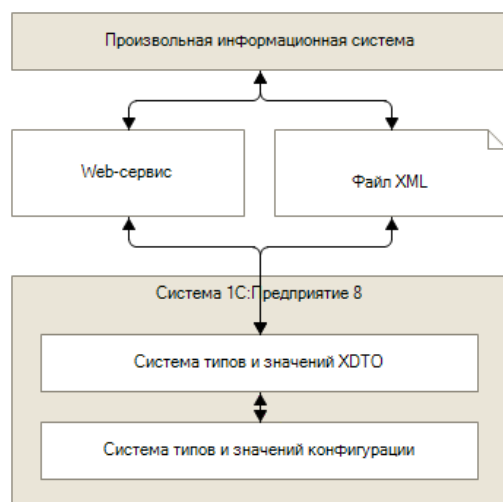 Произвольная информационная система
Web-сервис
Файл XML
Система 1С:Предприятие 8
Система типов и значений XDTO
Система типов и значений конфигурации